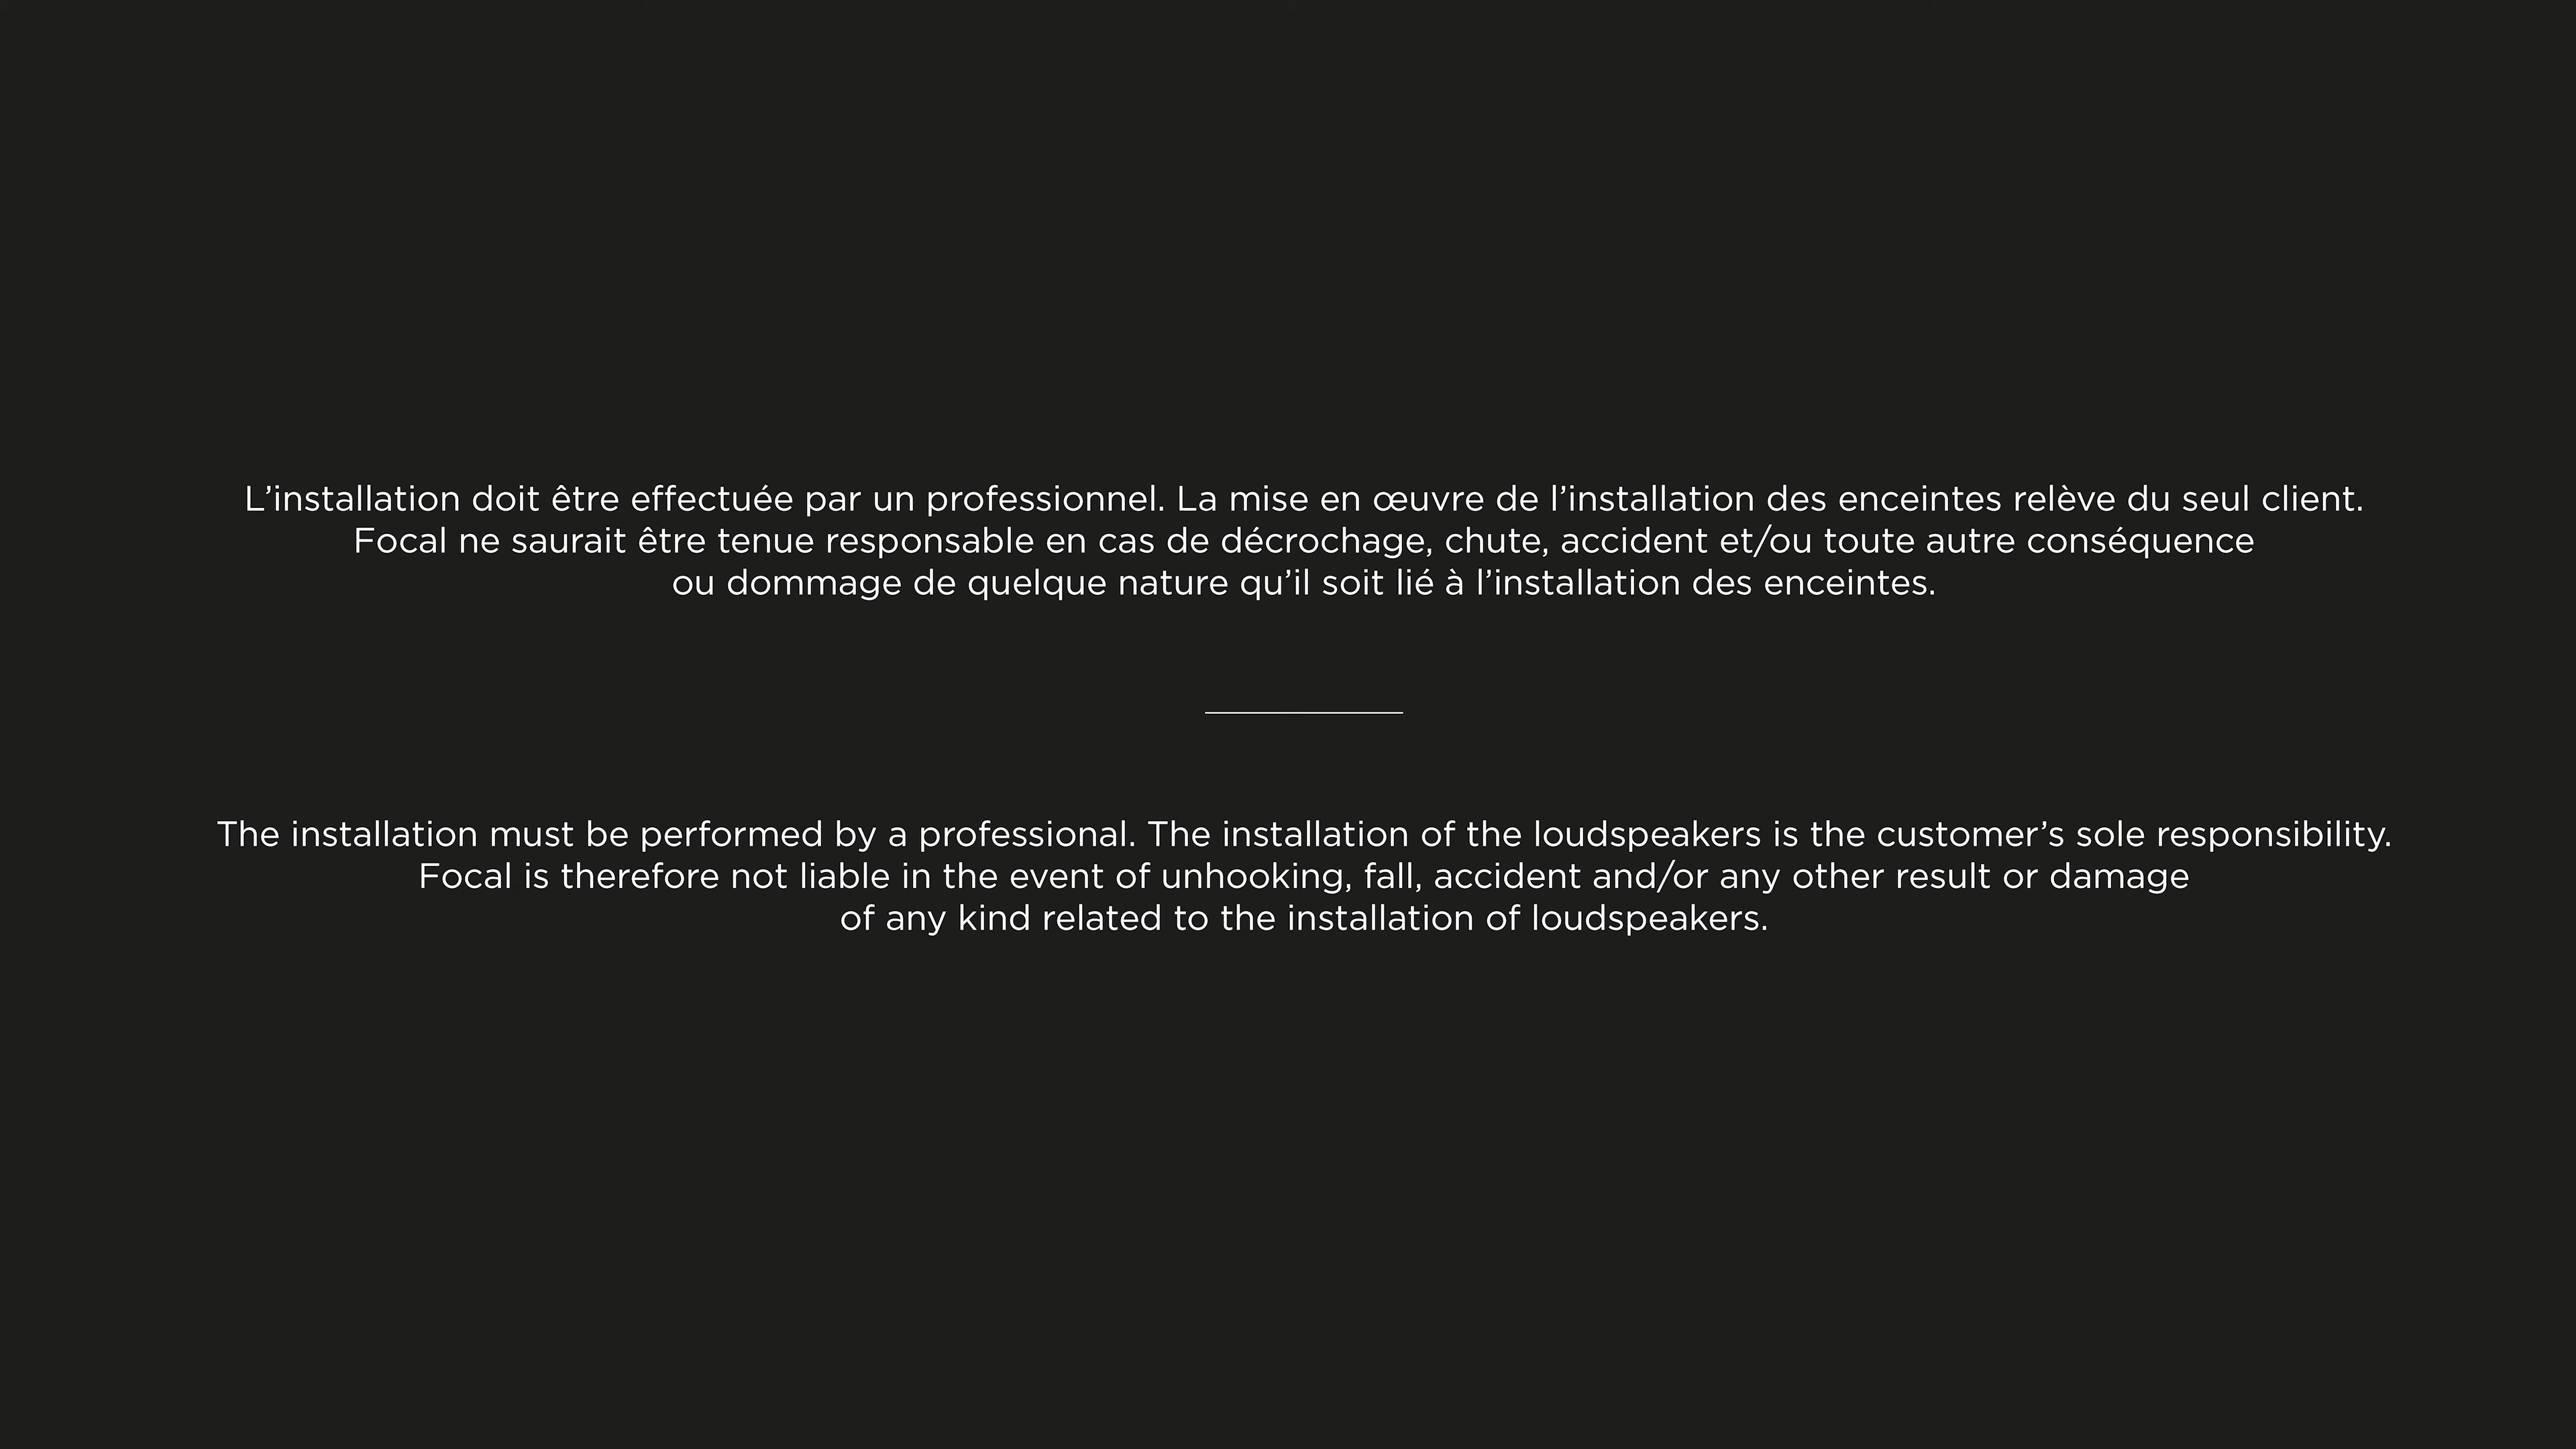 L’installation doit être effectuée par un professionnel. La mise en œuvre de l’installation des enceintes relève du seul client.
Focal ne saurait être tenue responsable en cas de décrochage, chute, accident et/ou toute autre conséquence
ou dommage de quelque nature qu’il soit lié à l’installation des enceintes.
The installation must be performed by a professional. The installation of the loudspeakers is the customer’s sole responsibility.
Focal is therefore not liable in the event of unhooking, fall, accident and/or any other result or damage
of any kind related to the installation of loudspeakers.